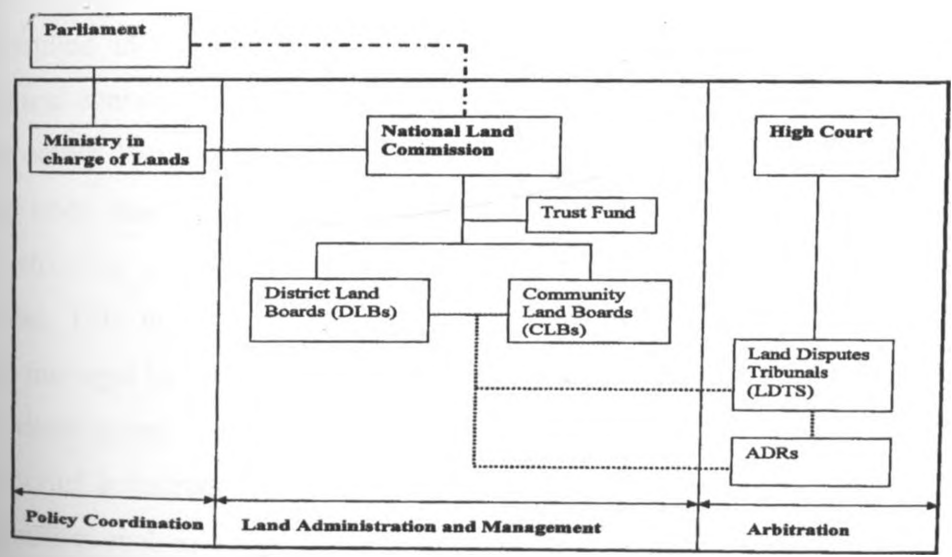 Parliament
Ministry in
charge of Lands
National Land
Commission
High Court
Trust Fund
District Land
Boards (DLBs)
Community
Land Boards
(CLBs)
Land Disputes
Tribunals
(LDTS)
ADRs
Policy Coordination
Land Administration and Management
Arbitration